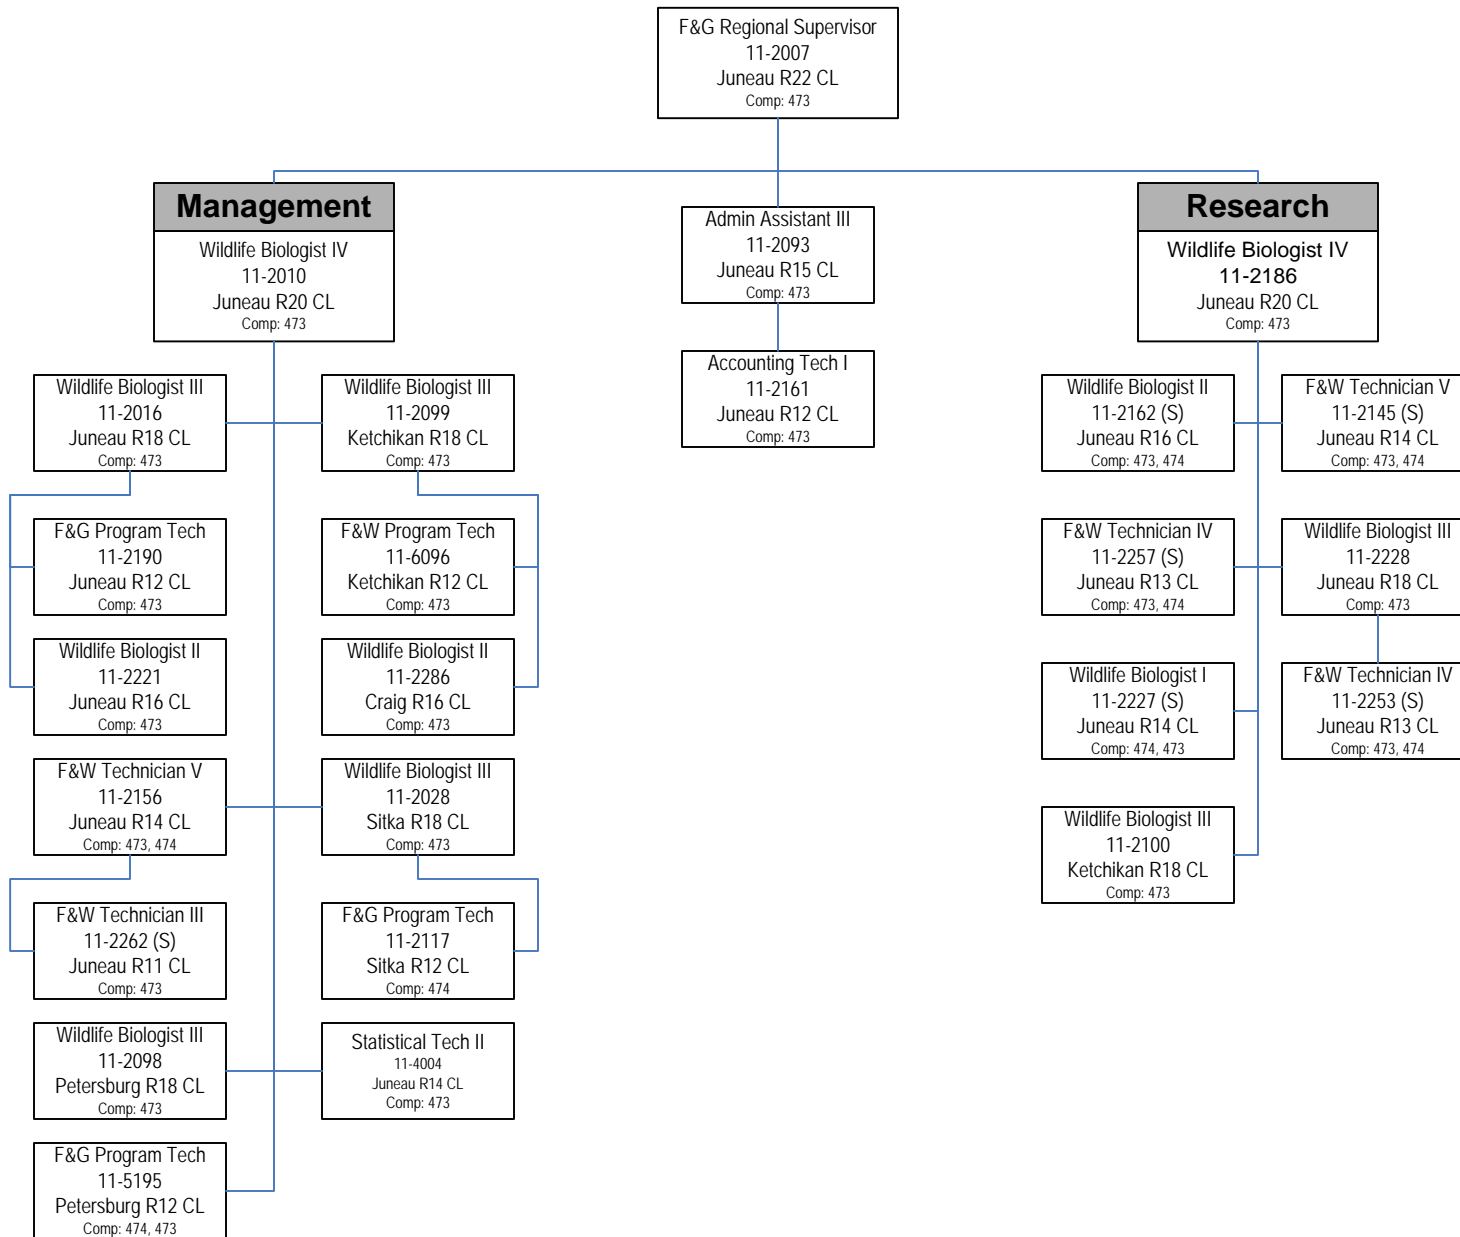 F&G Regional Supervisor
11-2007
Juneau R22 CL
Comp: 473
Management
Wildlife Biologist IV
11-2010
Juneau R20 CL
Comp: 473
Admin Assistant III
11-2093
Juneau R15 CL
Comp: 473
Research
Wildlife Biologist IV
11-2186
Juneau R20 CL
Comp: 473
Accounting Tech I
11-2161
Juneau R12 CL
Comp: 473
Wildlife Biologist III
11-2016
Juneau R18 CL
Comp: 473
Wildlife Biologist III
11-2099
Ketchikan R18 CL
Comp: 473
Wildlife Biologist II
11-2162 (S)
Juneau R16 CL
Comp: 473, 474
F&W Technician V
11-2145 (S)
Juneau R14 CL
Comp: 473, 474
F&G Program Tech
11-2190
Juneau R12 CL
Comp: 473
F&W Program Tech
11-6096
Ketchikan R12 CL
Comp: 473
F&W Technician IV
11-2257 (S)
Juneau R13 CL
Comp: 473, 474
Wildlife Biologist III
11-2228
Juneau R18 CL
Comp: 473
Wildlife Biologist II
11-2221
Juneau R16 CL
Comp: 473
Wildlife Biologist II
11-2286
Craig R16 CL
Comp: 473
Wildlife Biologist I
11-2227 (S)
Juneau R14 CL
Comp: 474, 473
F&W Technician IV
11-2253 (S)
Juneau R13 CL
Comp: 473, 474
F&W Technician V
11-2156
Juneau R14 CL
Comp: 473, 474
Wildlife Biologist III
11-2028
Sitka R18 CL
Comp: 473
Wildlife Biologist III
11-2100
Ketchikan R18 CL
Comp: 473
F&W Technician III
11-2262 (S)
Juneau R11 CL
Comp: 473
F&G Program Tech
11-2117
Sitka R12 CL
Comp: 474
Wildlife Biologist III
11-2098
Petersburg R18 CL
Comp: 473
Statistical Tech II
11-4004
Juneau R14 CL
Comp: 473
F&G Program Tech
11-5195
Petersburg R12 CL
Comp: 474, 473